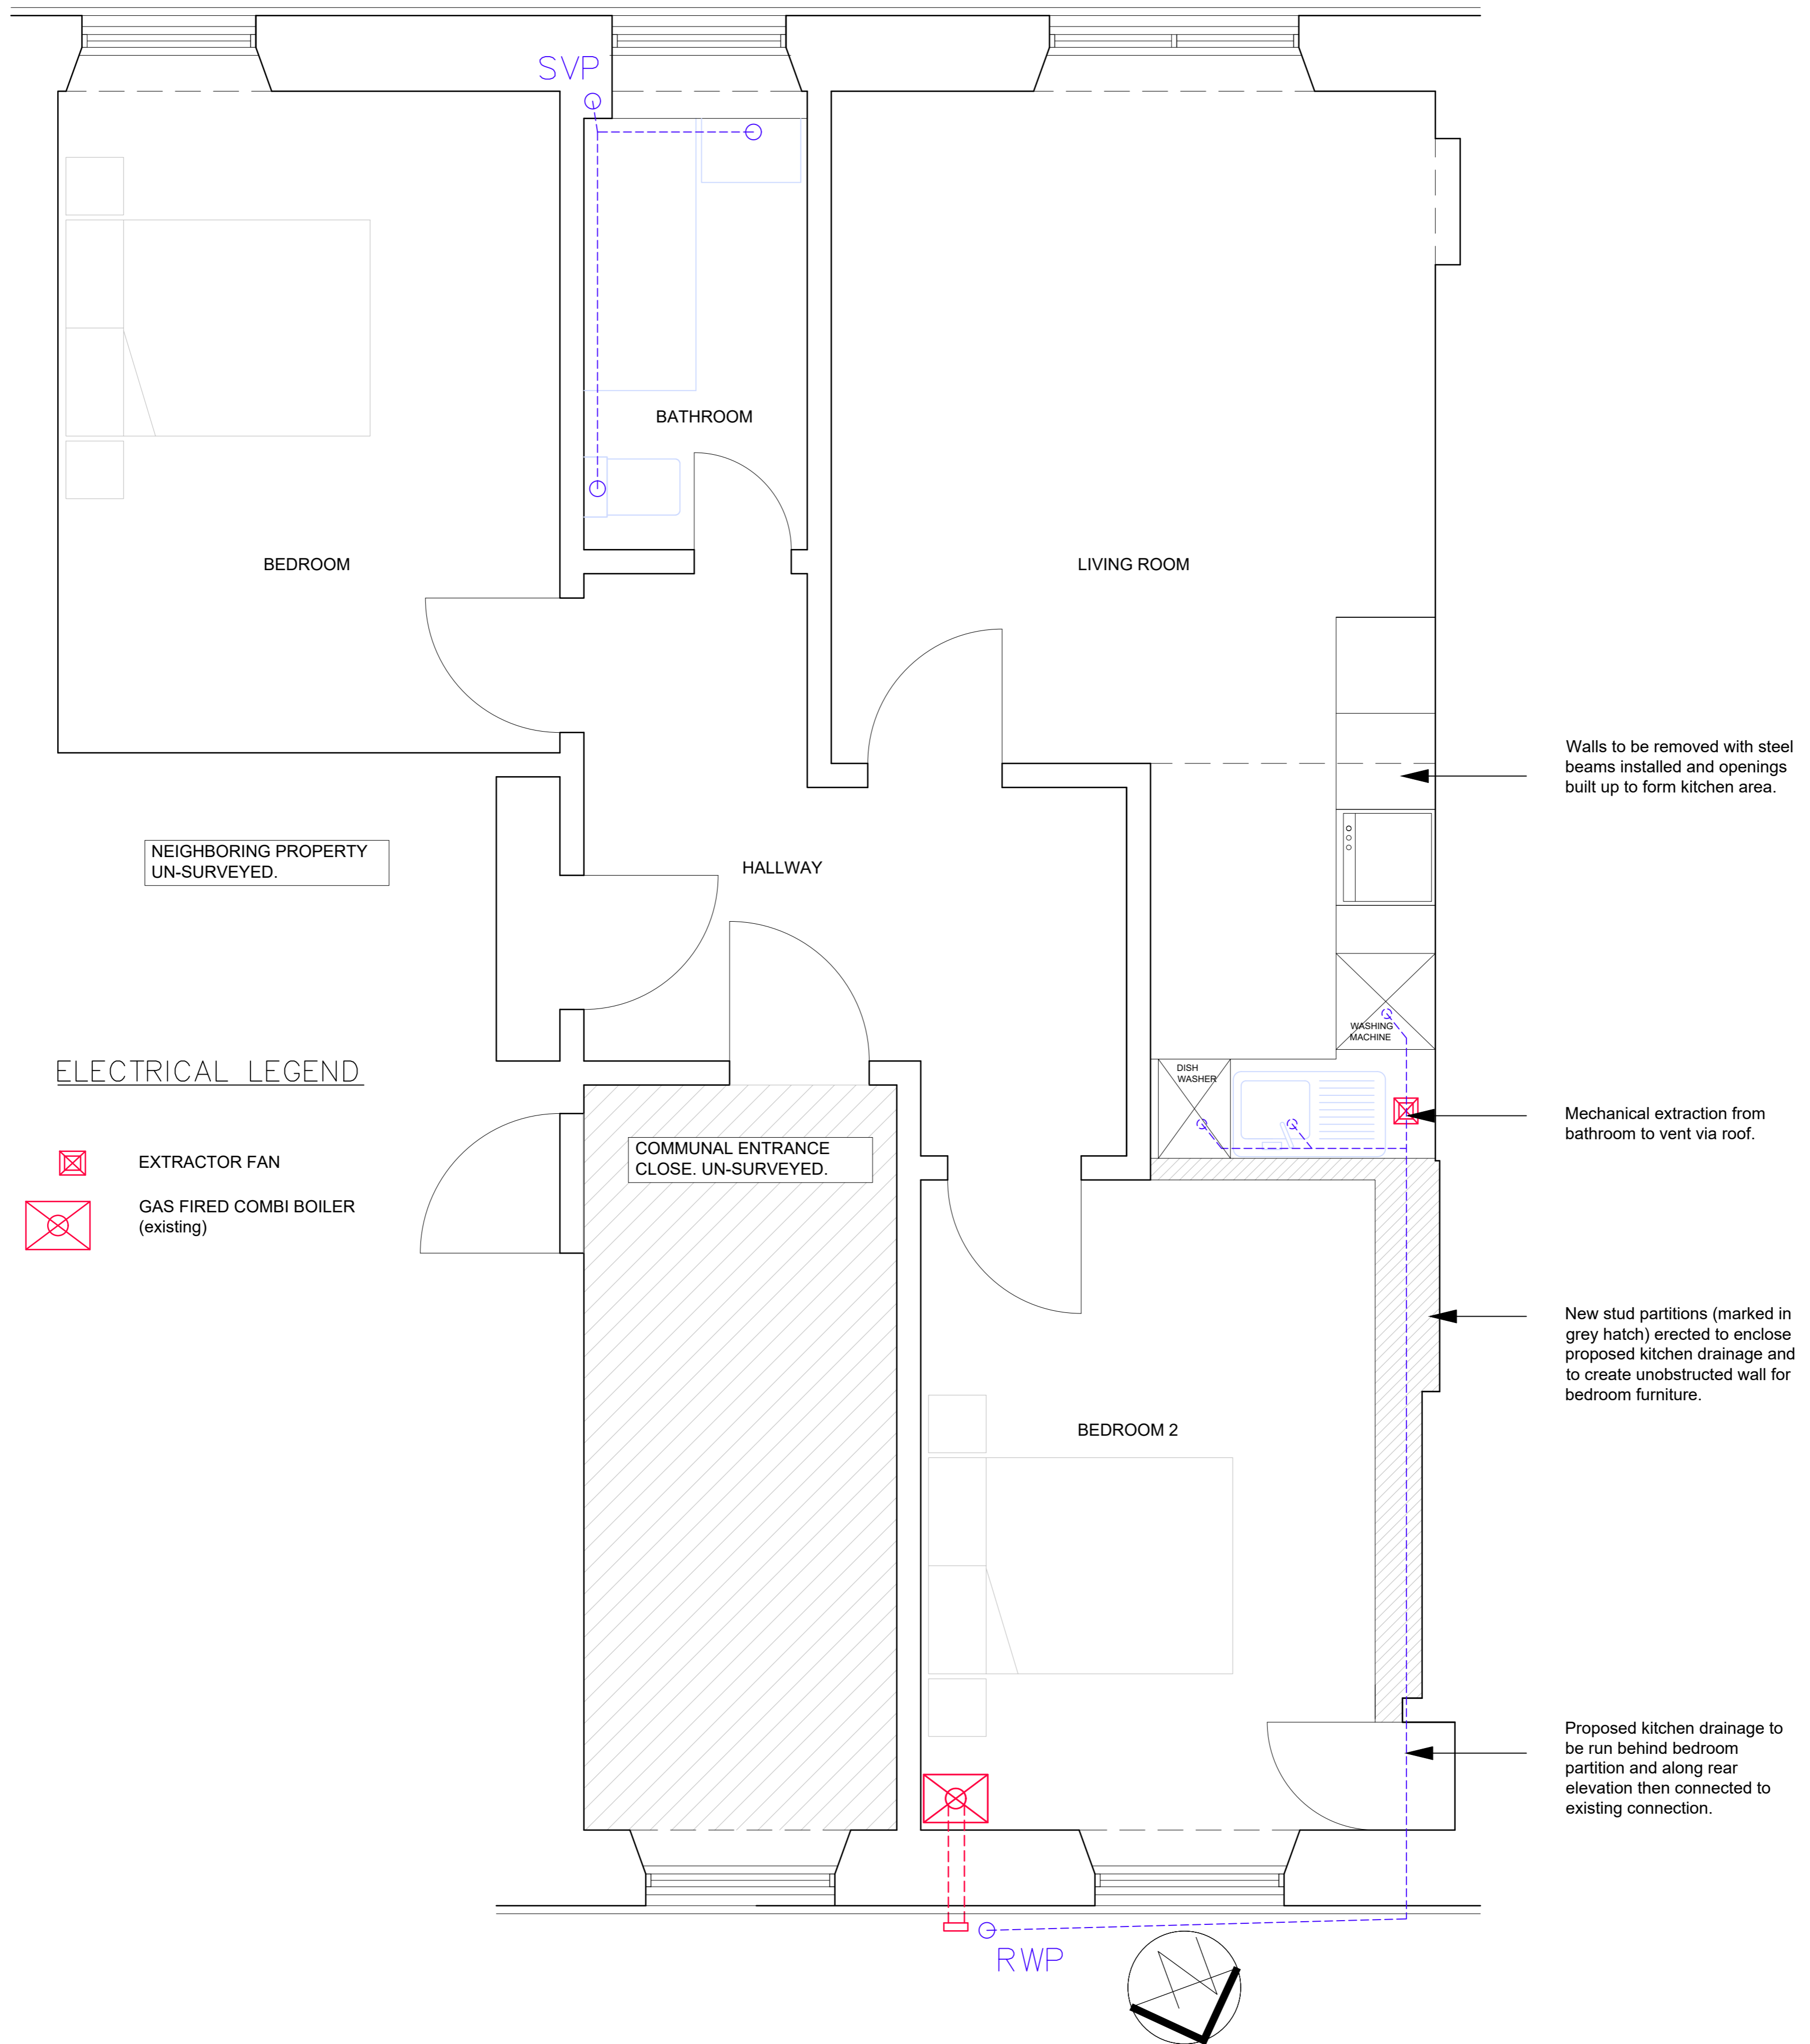 SVP
BATHROOM
BEDROOM
LIVING ROOM
Walls to be removed with steel
beams installed and openings
built up to form kitchen area.
NEIGHBORING PROPERTY
UN-SURVEYED.
HALLWAY
WASHING
MACHINE
ELECTRICAL LEGEND
DISH
WASHER
Mechanical extraction from
bathroom to vent via roof.
EXTRACTOR FAN
COMMUNAL ENTRANCE
CLOSE. UN-SURVEYED.
GAS FIRED COMBI BOILER
(existing)
New stud partitions (marked in
grey hatch) erected to enclose
proposed kitchen drainage and
to create unobstructed wall for
bedroom furniture.
BEDROOM 2
Proposed kitchen drainage to
be run behind bedroom
partition and along rear
elevation then connected to
existing connection.
RWP
N